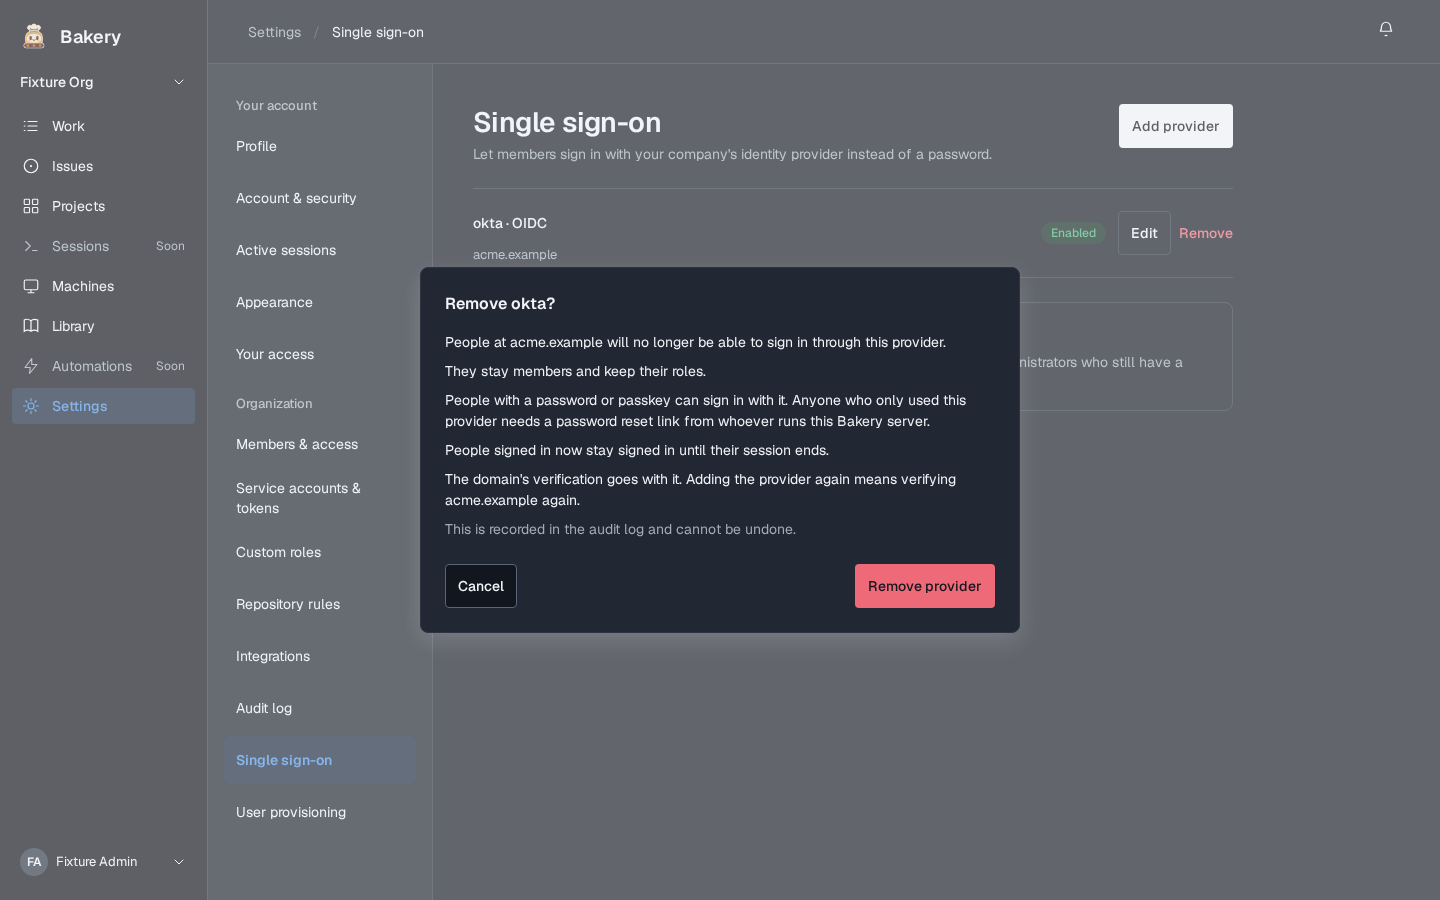 Bakery
Fixture Org
Work
Issues
Projects
Sessions Soon
Machines
Library
Automations Soon
Settings
FA Fixture Admin
Settings / Single sign-on
Your account
Profile
Account & security
Active sessions
Appearance
Your access
Organization
Members & access
Service accounts &
tokens
Custom roles
Repository rules
Integrations
Audit log
Single sign-on
User provisioning
Single sign-on
Let members sign in with your company's identity provider instead of a password.
Add provider
okta · OIDC
acme.example
Enabled
Edit
Remove
who still have a
Remove okta?
People at acme.example will no longer be able to sign in through this provider.
They stay members and keep their roles.
People with a password or passkey can sign in with it. Anyone who only used this
provider needs a password reset link from whoever runs this Bakery server.
People signed in now stay signed in until their session ends.
The domain's verification goes with it. Adding the provider again means verifying
acme.example again.
This is recorded in the audit log and cannot be undone.
Cancel
Remove provider